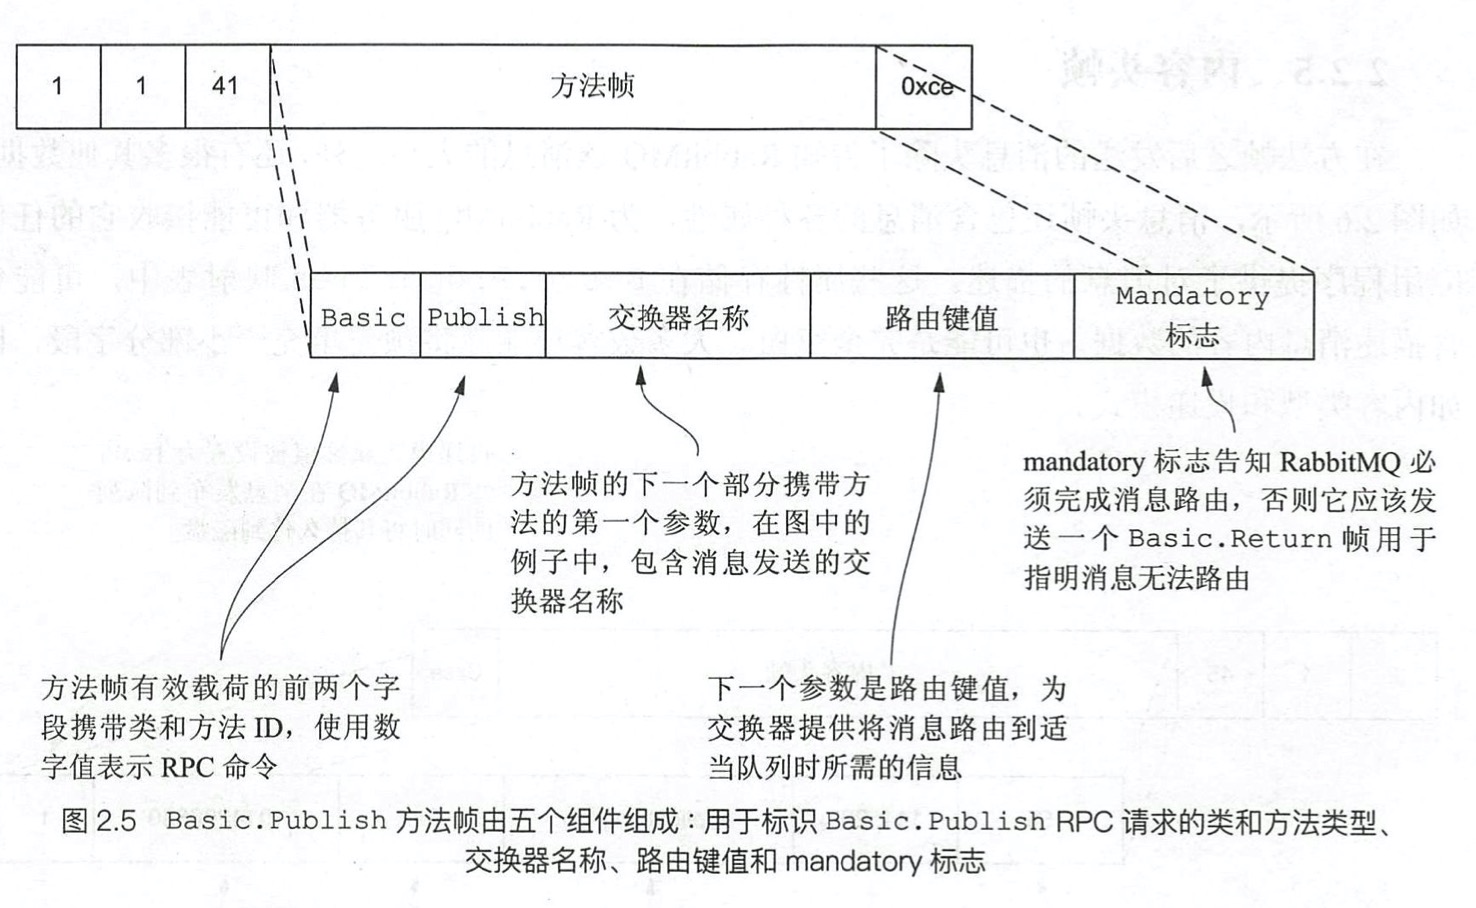 1 1 41 方法帧 0xce
Basic Publish 交换器名称 路由键值 Mandatory
标志
方法帧的下一个部分携带方
法的第一个参数，在图中的
例子中，包含消息发送的交
换器名称
mandatory 标志告知 RabbitMQ 必
须完成消息路由，否则它应该发
送一个 Basic.Return 帧用于
指明消息无法路由
方法帧有效载荷的前两个字
段携带类和方法 ID，使用数
字值表示 RPC 命令
下一个参数是路由键值，为
交换器提供将消息路由到适
当队列时所需的信息
图 2.5 Basic.Publish 方法帧由五个组件组成：用于标识 Basic.Publish RPC 请求的类和方法类型、
交换器名称、路由键值和 mandatory 标志